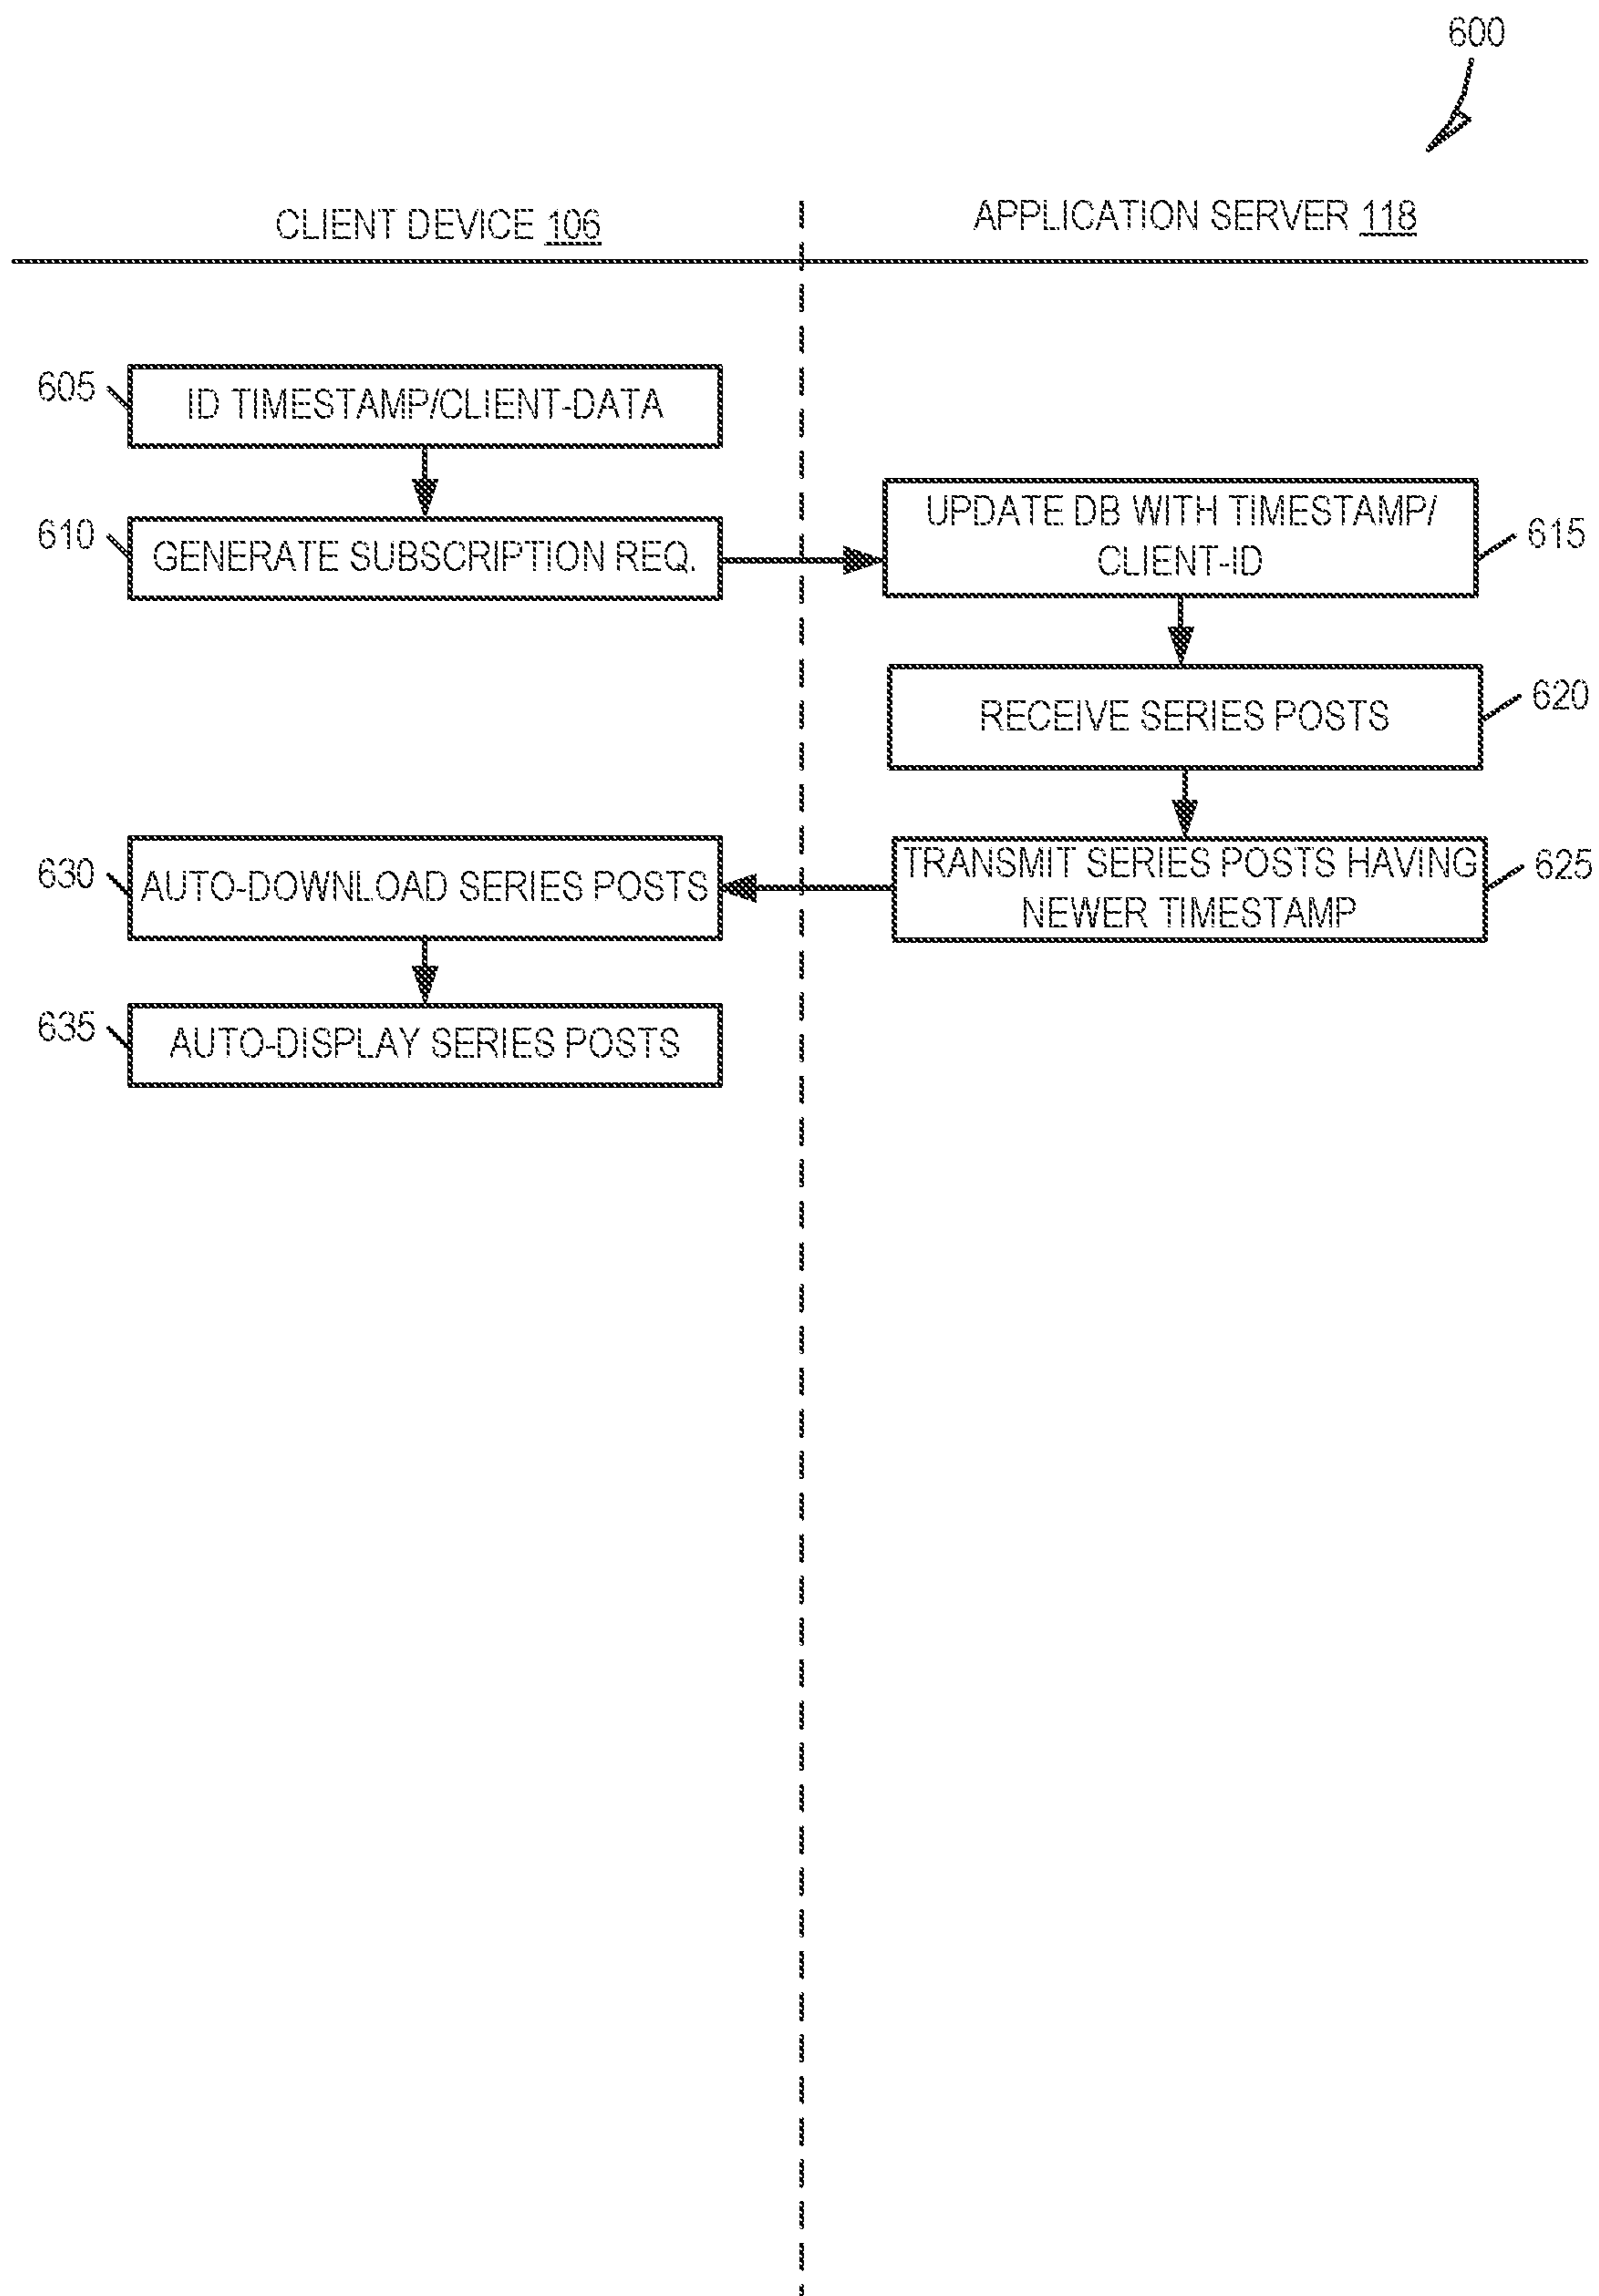 600
CLIENT DEVICE 106
APPLICATION SERVER 118
605
ID TIMESTAMP/CLIENT-DATA
610
GENERATE SUBSCRIPTION REQ.
UPDATE DB WITH TIMESTAMP/
CLIENT-ID
615
RECEIVE SERIES POSTS
620
630
AUTO-DOWNLOAD SERIES POSTS
TRANSMIT SERIES POSTS HAVING
NEWER TIMESTAMP
625
635
AUTO-DISPLAY SERIES POSTS